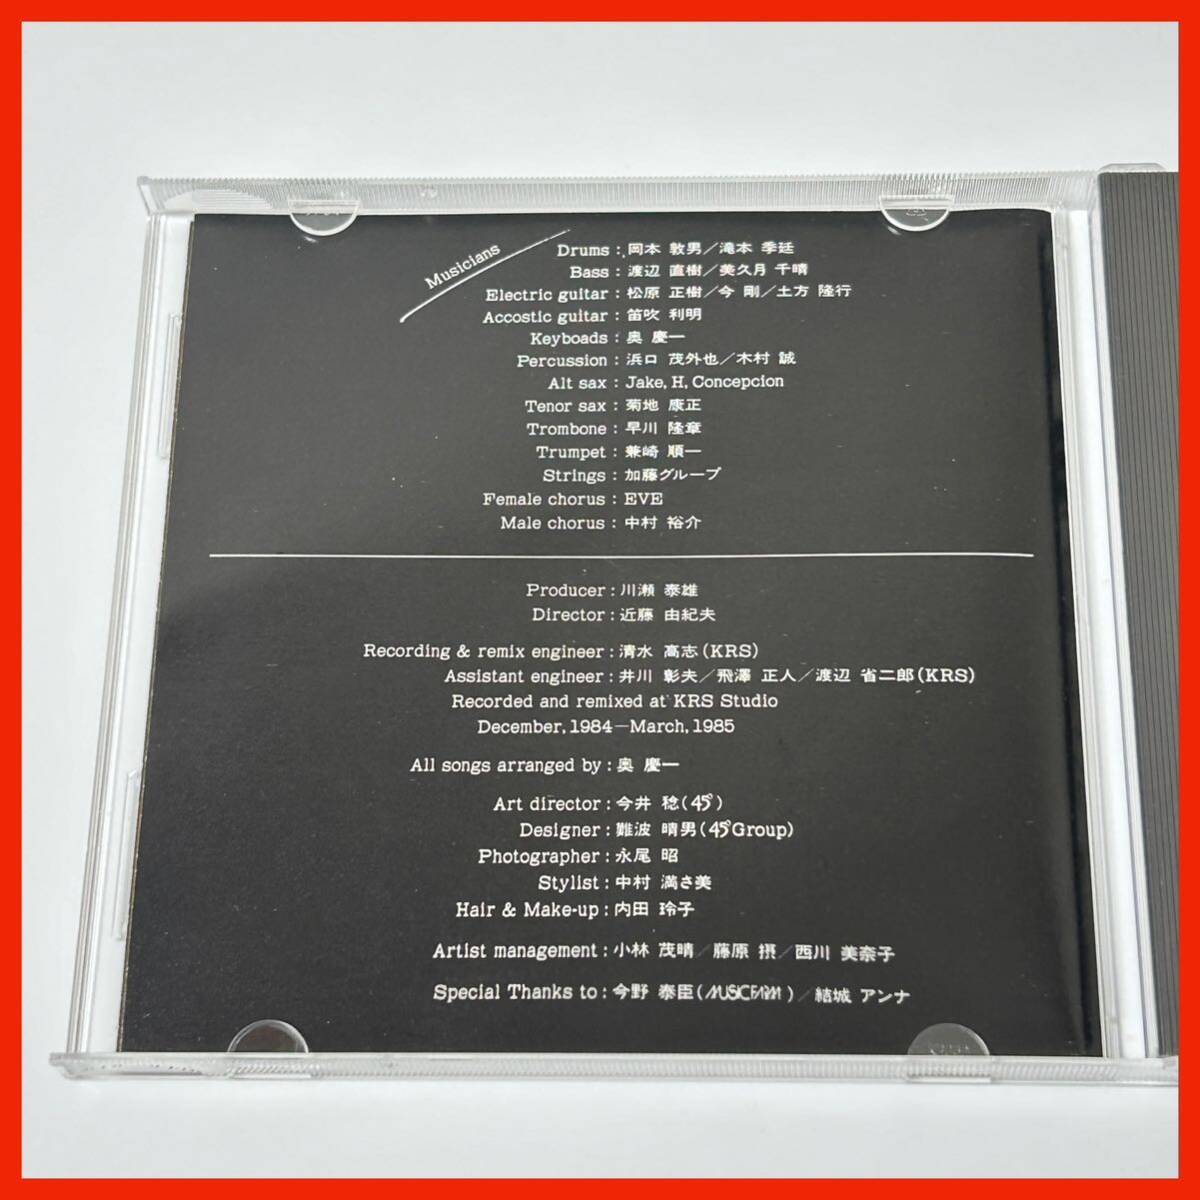 Musicians
Drums : 岡本 敦男／滝本 季延
Bass : 渡辺 直樹／美久月 千晴
Electric guitar : 松原 正樹／今 剛／土方 隆行
Accostic guitar : 笛吹 利明
Keyboads : 奥 慶一
Percussion : 浜口 茂外也／木村 誠
Alt sax : Jake, H, Concepcion
Tenor sax : 菊地 康正
Trombone : 早川 隆章
Trumpet : 兼崎 順一
Strings : 加藤グループ
Female chorus : EVE
Male chorus : 中村 裕介
Producer : 川瀬 泰雄
Director : 近藤 由紀夫
Recording & remix engineer : 清水 高志(KRS)
Assistant engineer : 井川 彰夫／飛澤 正人／渡辺 省二郎(KRS)
Recorded and remixed at KRS Studio
December, 1984－March, 1985
All songs arranged by : 奥 慶一
Art director : 今井 稔(45°)
Designer : 難波 晴男(45°Group)
Photographer : 永尾 昭
Stylist : 中村 満さ美
Hair & Make-up : 内田 玲子
Artist management : 小林 茂晴／藤原 摂／西川 美奈子
Special Thanks to : 今野 泰臣(MUSIC FARM)／結城 アンナ